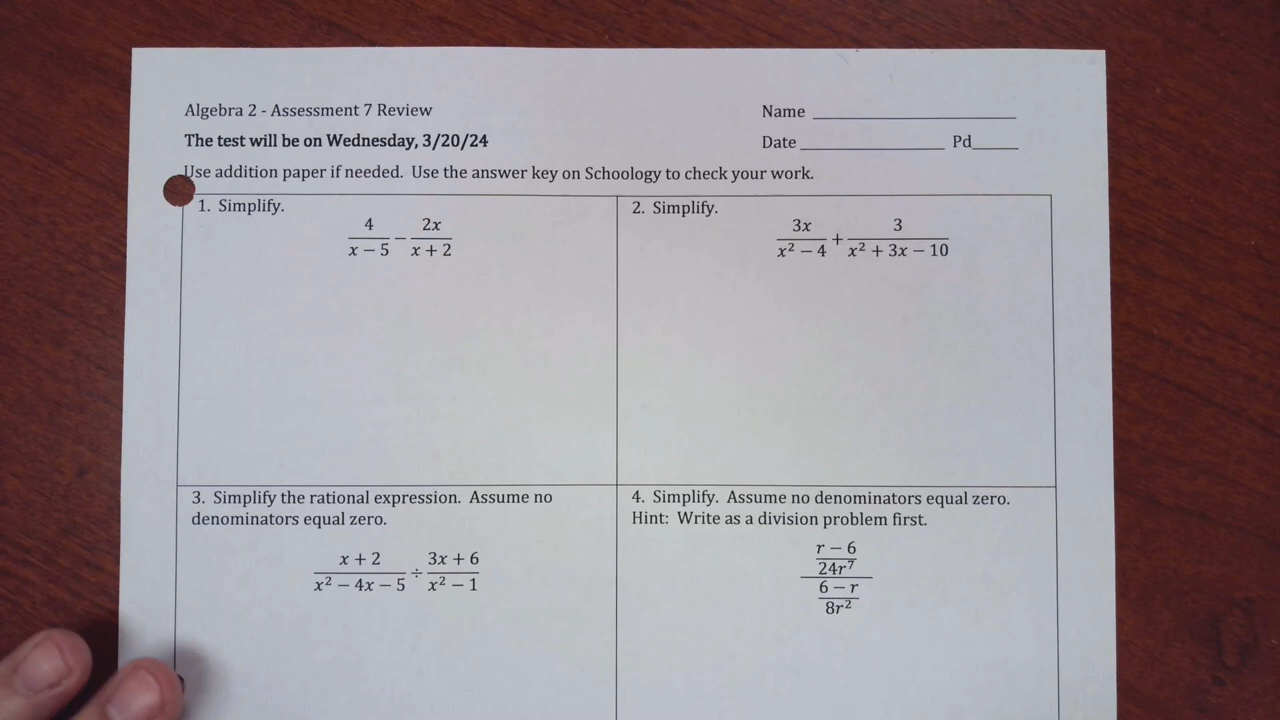 Algebra 2 - Assessment 7 Review
Name ____________________
The test will be on Wednesday, 3/20/24
Date ______________ Pd_____
Use addition paper if needed. Use the answer key on Schoology to check your work.
1. Simplify.
4/(x − 5) − 2x/(x + 2)
2. Simplify.
3x/(x² − 4) + 3/(x² + 3x − 10)
3. Simplify the rational expression. Assume no
denominators equal zero.
(x + 2)/(x² − 4x − 5) ÷ (3x + 6)/(x² − 1)
4. Simplify. Assume no denominators equal zero.
Hint: Write as a division problem first.
r − 6
24r⁷
6 − r
8r²